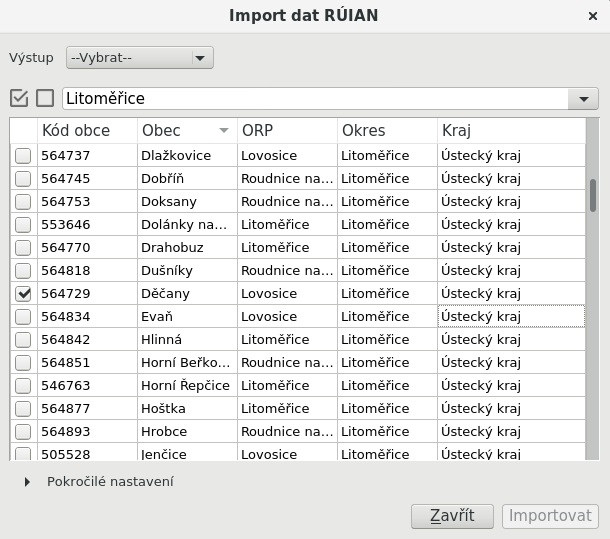 Import dat RÚIAN
Výstup --Vybrat--
Litoměřice
Kód obce Obec ORP Okres Kraj
564737 Dlažkovice Lovosice Litoměřice Ústecký kraj
564745 Dobříň Roudnice na... Litoměřice Ústecký kraj
564753 Doksany Roudnice na... Litoměřice Ústecký kraj
553646 Dolánky na... Litoměřice Litoměřice Ústecký kraj
564770 Drahobuz Litoměřice Litoměřice Ústecký kraj
564818 Dušníky Roudnice na... Litoměřice Ústecký kraj
564729 Děčany Lovosice Litoměřice Ústecký kraj
564834 Evaň Lovosice Litoměřice Ústecký kraj
564842 Hlinná Litoměřice Litoměřice Ústecký kraj
564851 Horní Beřko... Roudnice na... Litoměřice Ústecký kraj
546763 Horní Řepčice Litoměřice Litoměřice Ústecký kraj
564877 Hoštka Litoměřice Litoměřice Ústecký kraj
564893 Hrobce Roudnice na... Litoměřice Ústecký kraj
505528 Jenčice Lovosice Litoměřice Ústecký kraj
Pokročilé nastavení
Zavřít Importovat